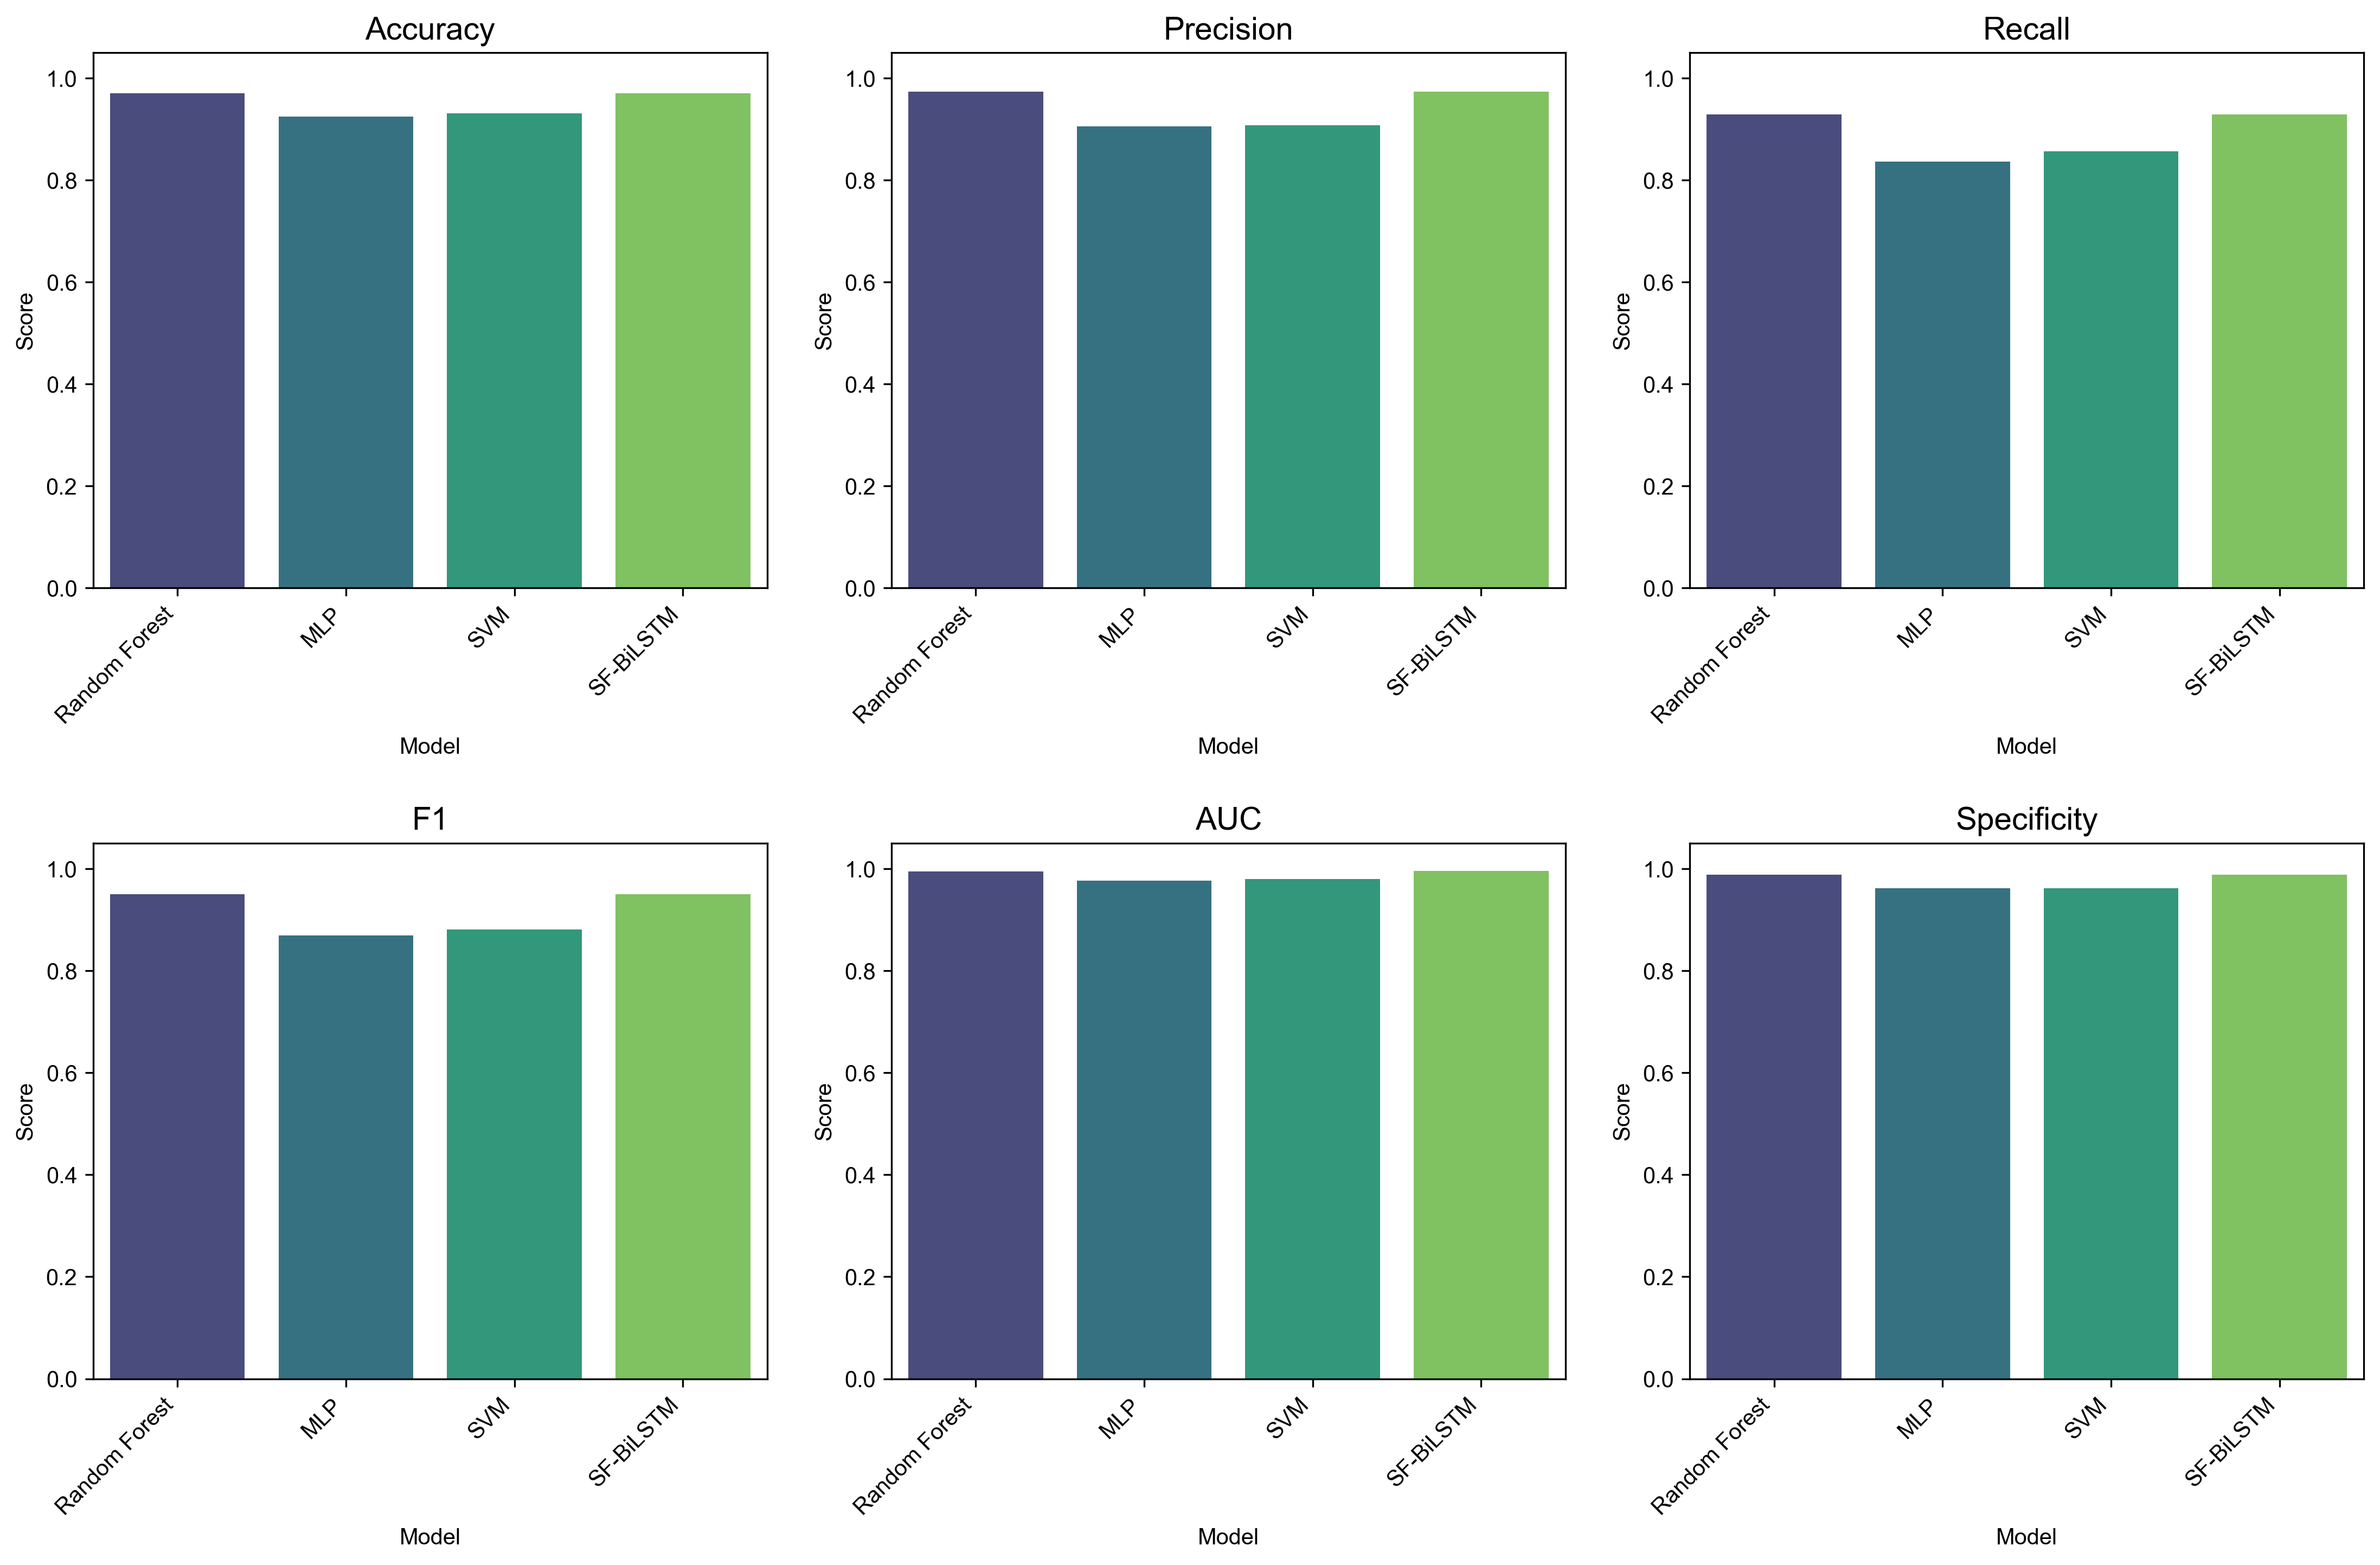 Accuracy
Score
1.0
0.8
0.6
0.4
0.2
0.0
Random Forest
MLP
SVM
SF-BiLSTM
Model
Precision
Score
1.0
0.8
0.6
0.4
0.2
0.0
Random Forest
MLP
SVM
SF-BiLSTM
Model
Recall
Score
1.0
0.8
0.6
0.4
0.2
0.0
Random Forest
MLP
SVM
SF-BiLSTM
Model
F1
Score
1.0
0.8
0.6
0.4
0.2
0.0
Random Forest
MLP
SVM
SF-BiLSTM
Model
AUC
Score
1.0
0.8
0.6
0.4
0.2
0.0
Random Forest
MLP
SVM
SF-BiLSTM
Model
Specificity
Score
1.0
0.8
0.6
0.4
0.2
0.0
Random Forest
MLP
SVM
SF-BiLSTM
Model